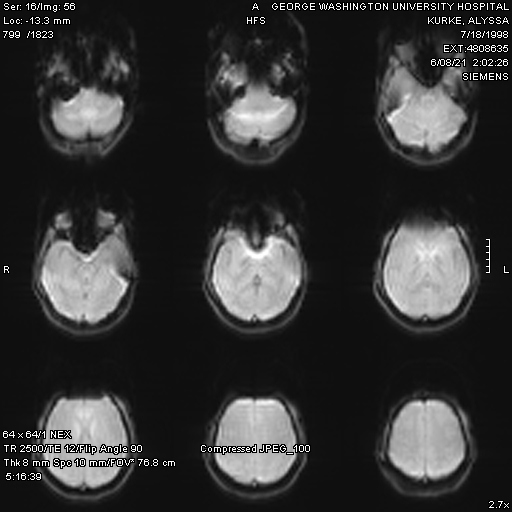 Ser: 16/Img: 56
Loc: -13.3 mm
799 /1823
A
HFS
GEORGE WASHINGTON UNIVERSITY HOSPITAL
KURKE, ALYSSA
7/18/1998
EXT:4808635
6/08/21 2:02:26
SIEMENS
R
L
64 x 64/1 NEX
TR 2500/TE 12/Flip Angle 90
Thk 8 mm Spc 10 mm/FOV" 76.8 cm
5:16:39
Compressed JPEG_100
2.7x